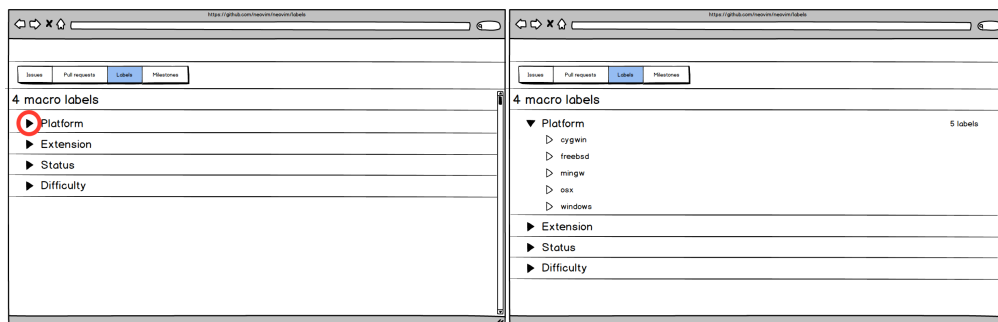 https://github.com/neovim/neovim/labels
Issues Pull requests Labels Milestones
4 macro labels
Platform
Extension
Status
Difficulty
https://github.com/neovim/neovim/labels
Issues Pull requests Labels Milestones
4 macro labels
Platform 5 labels
cygwin
freebsd
mingw
osx
windows
Extension
Status
Difficulty